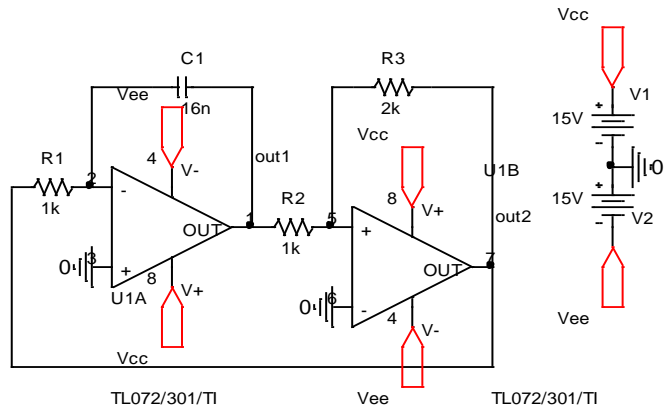 Vcc
C1
R3
Vee
16n
2k
V1
15V
+
-
Vcc
4
V-
out1
U1B
0
R1
2
-
8
V+
R2
out2
15V
+
-
V2
1k
1
OUT
1k
5
+
7
OUT
0
3
+
8
U1A
V+
0
6
-
4
V-
Vcc
Vee
Vee
TL072/301/TI
TL072/301/TI